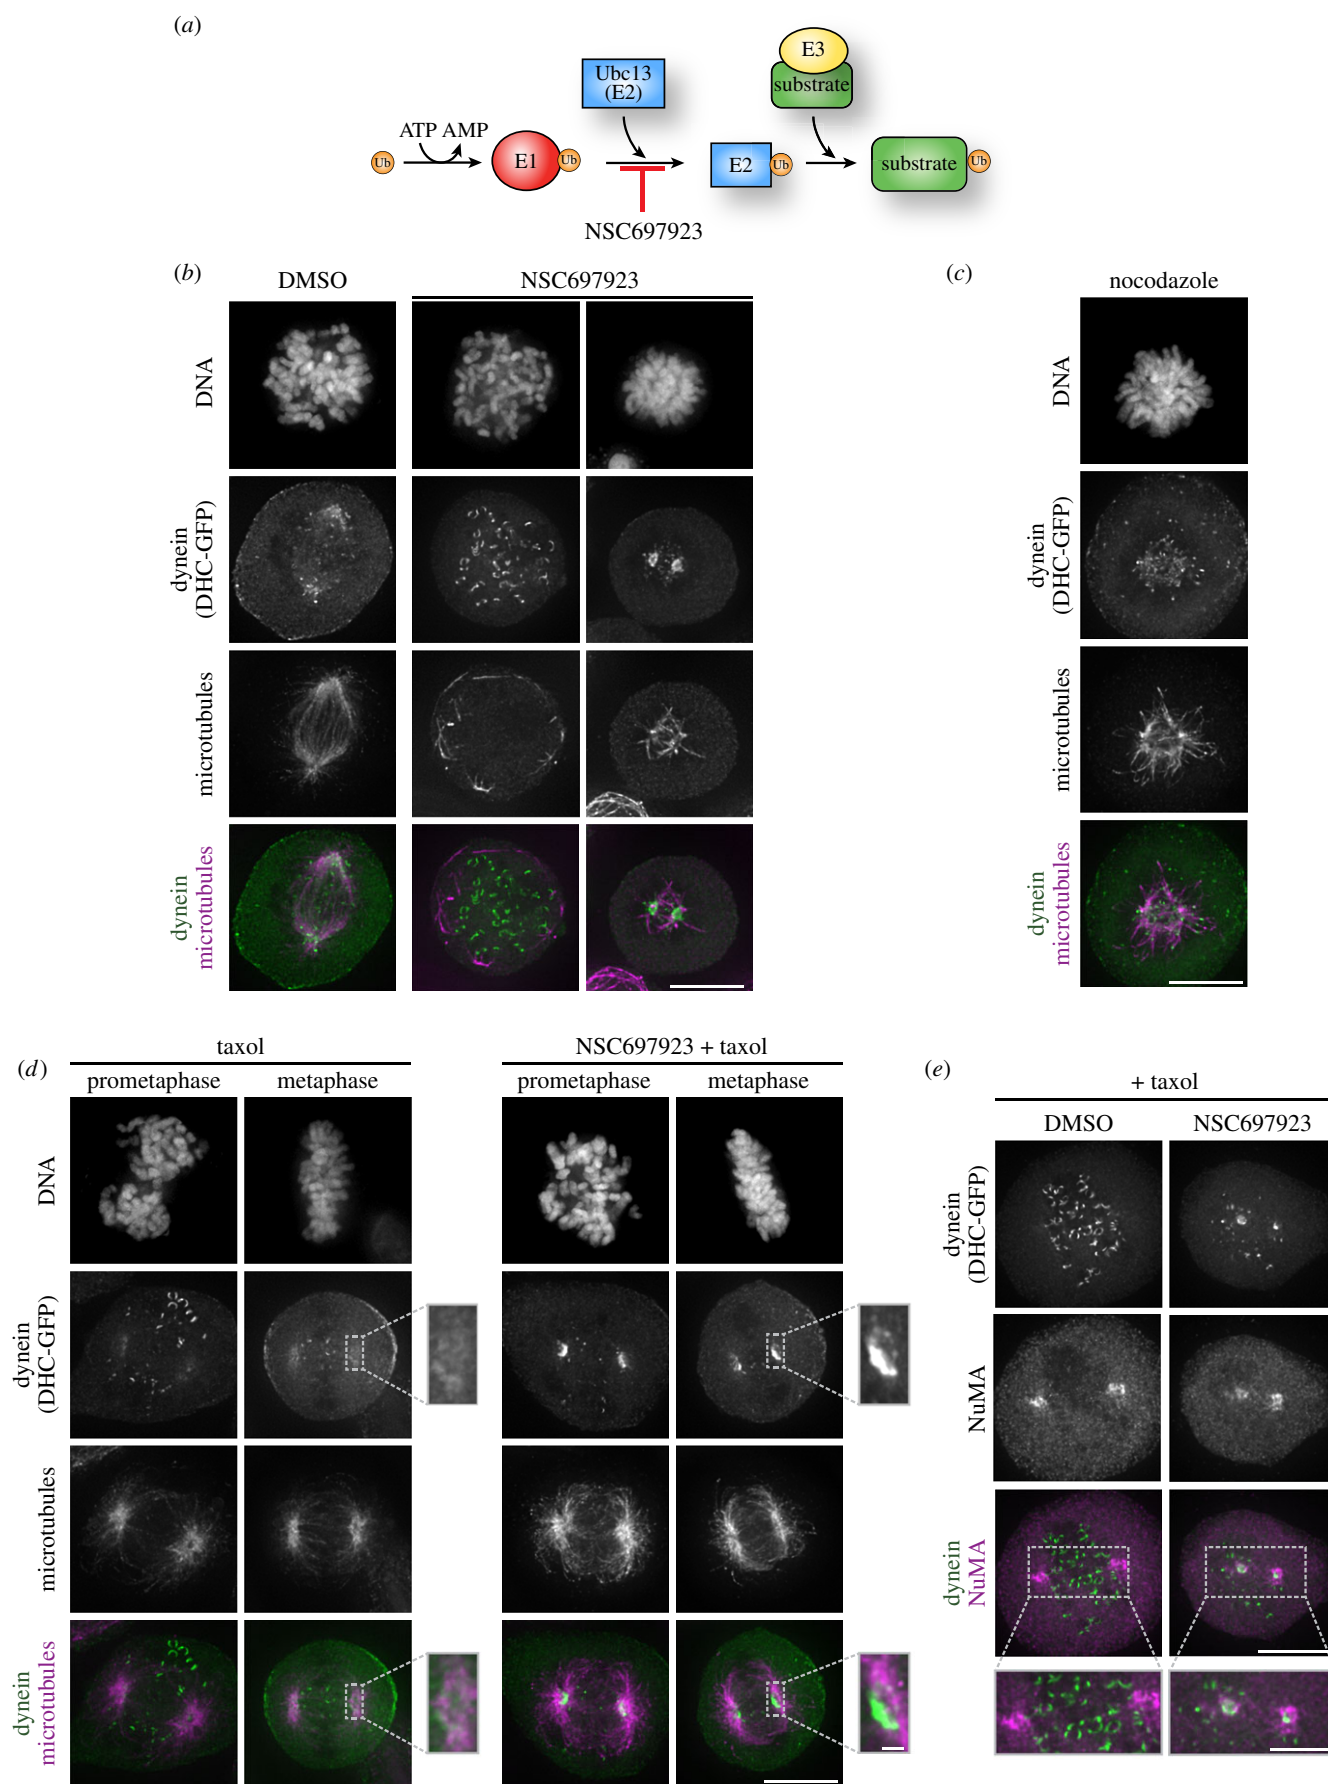 (a)
Ubc13
(E2)
E3
substrate
ATP AMP
Ub
E1
Ub
E2
Ub
substrate
Ub
NSC697923
(b)
DMSO
NSC697923
DNA
dynein
(DHC-GFP)
microtubules
dynein
microtubules
(c)
nocodazole
DNA
dynein
(DHC-GFP)
microtubules
dynein
microtubules
(d)
taxol
prometaphase
metaphase
NSC697923 + taxol
prometaphase
metaphase
DNA
dynein
(DHC-GFP)
microtubules
dynein
microtubules
(e)
+ taxol
DMSO
NSC697923
dynein
(DHC-GFP)
NuMA
dynein
NuMA